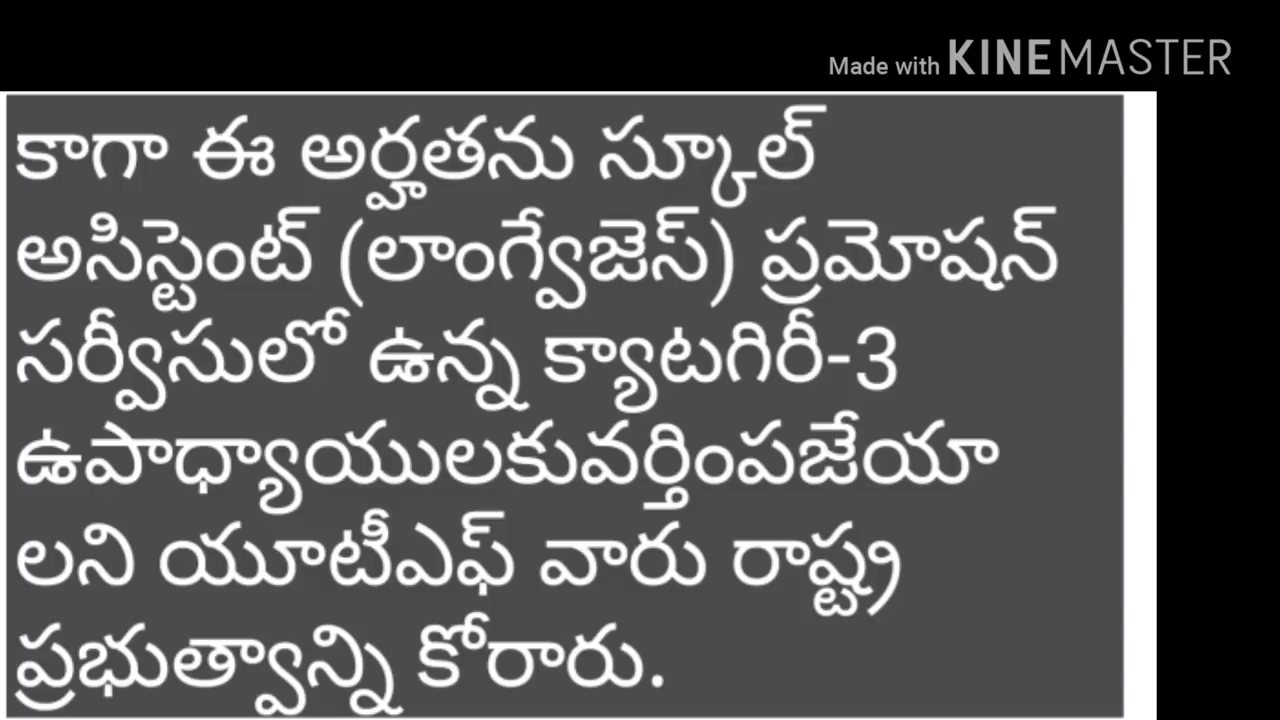 Made with KINEMASTER
కాగా ఈ అర్హతను స్కూల్
అసిస్టెంట్ (లాంగ్వేజెస్) ప్రమోషన్
సర్వీసులో ఉన్న క్యాటగిరీ-3
ఉపాధ్యాయులకువర్తింపజేయా
లని యూటీఎఫ్ వారు రాష్ట్ర
ప్రభుత్వాన్ని కోరారు.